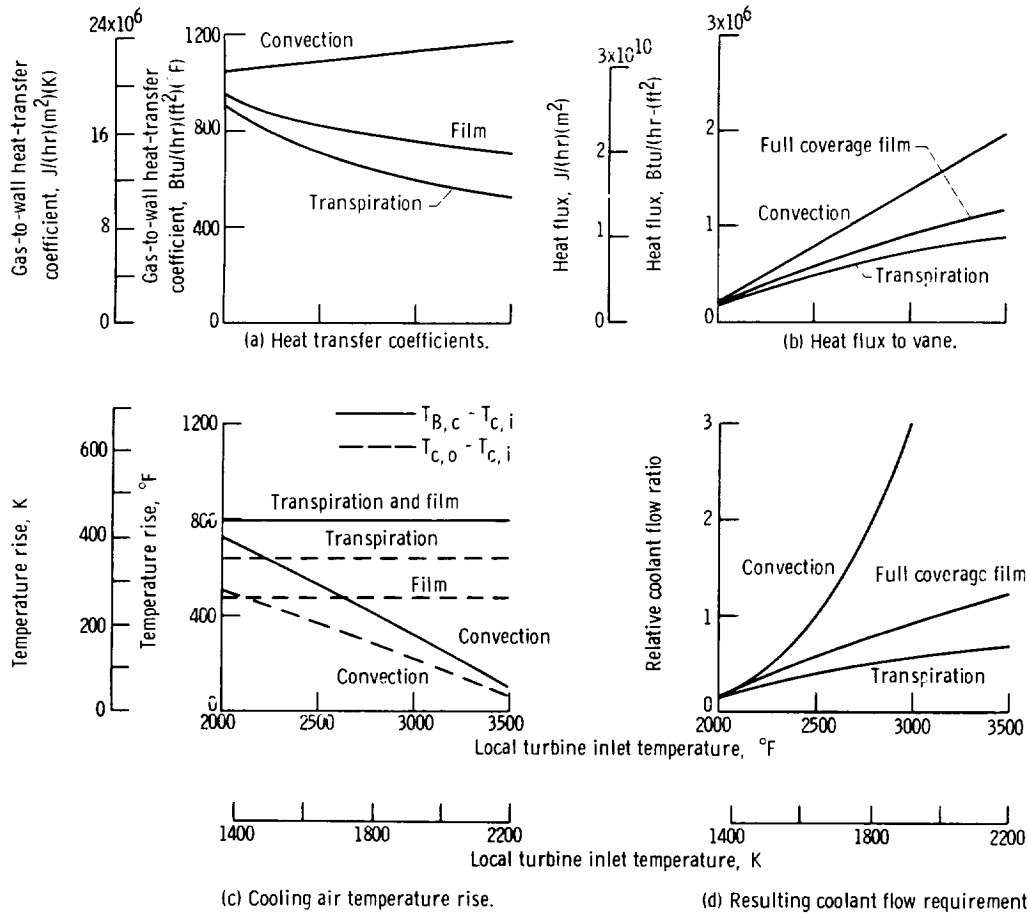 24x10^6
1200
Convection
16
800
Film
Transpiration
8
400
0
0
Gas-to-wall heat-transfer
coefficient, J/(hr)(m^2)(K)
Gas-to-wall heat-transfer
coefficient, Btu/(hr)(ft^2)(°F)
(a) Heat transfer coefficients.
3x10^6
3x10^10
2
2
Full coverage film
Convection
1
1
Transpiration
0
0
Heat flux, J/(hr)(m^2)
Heat flux, Btu/(hr-(ft^2)
(b) Heat flux to vane.
T_{B,c} - T_{c,i}
T_{c,o} - T_{c,i}
1200
600
Transpiration and film
800
400
Transpiration
Film
400
200
Convection
Convection
0
0
2000
2500
3000
3500
Temperature rise, K
Temperature rise, °F
3
2
Convection
Full coverage film
1
Transpiration
0
2000
2500
3000
3500
Relative coolant flow ratio
Local turbine inlet temperature, °F
1400
1800
2200
1400
1800
2200
Local turbine inlet temperature, K
(c) Cooling air temperature rise.
(d) Resulting coolant flow requirement